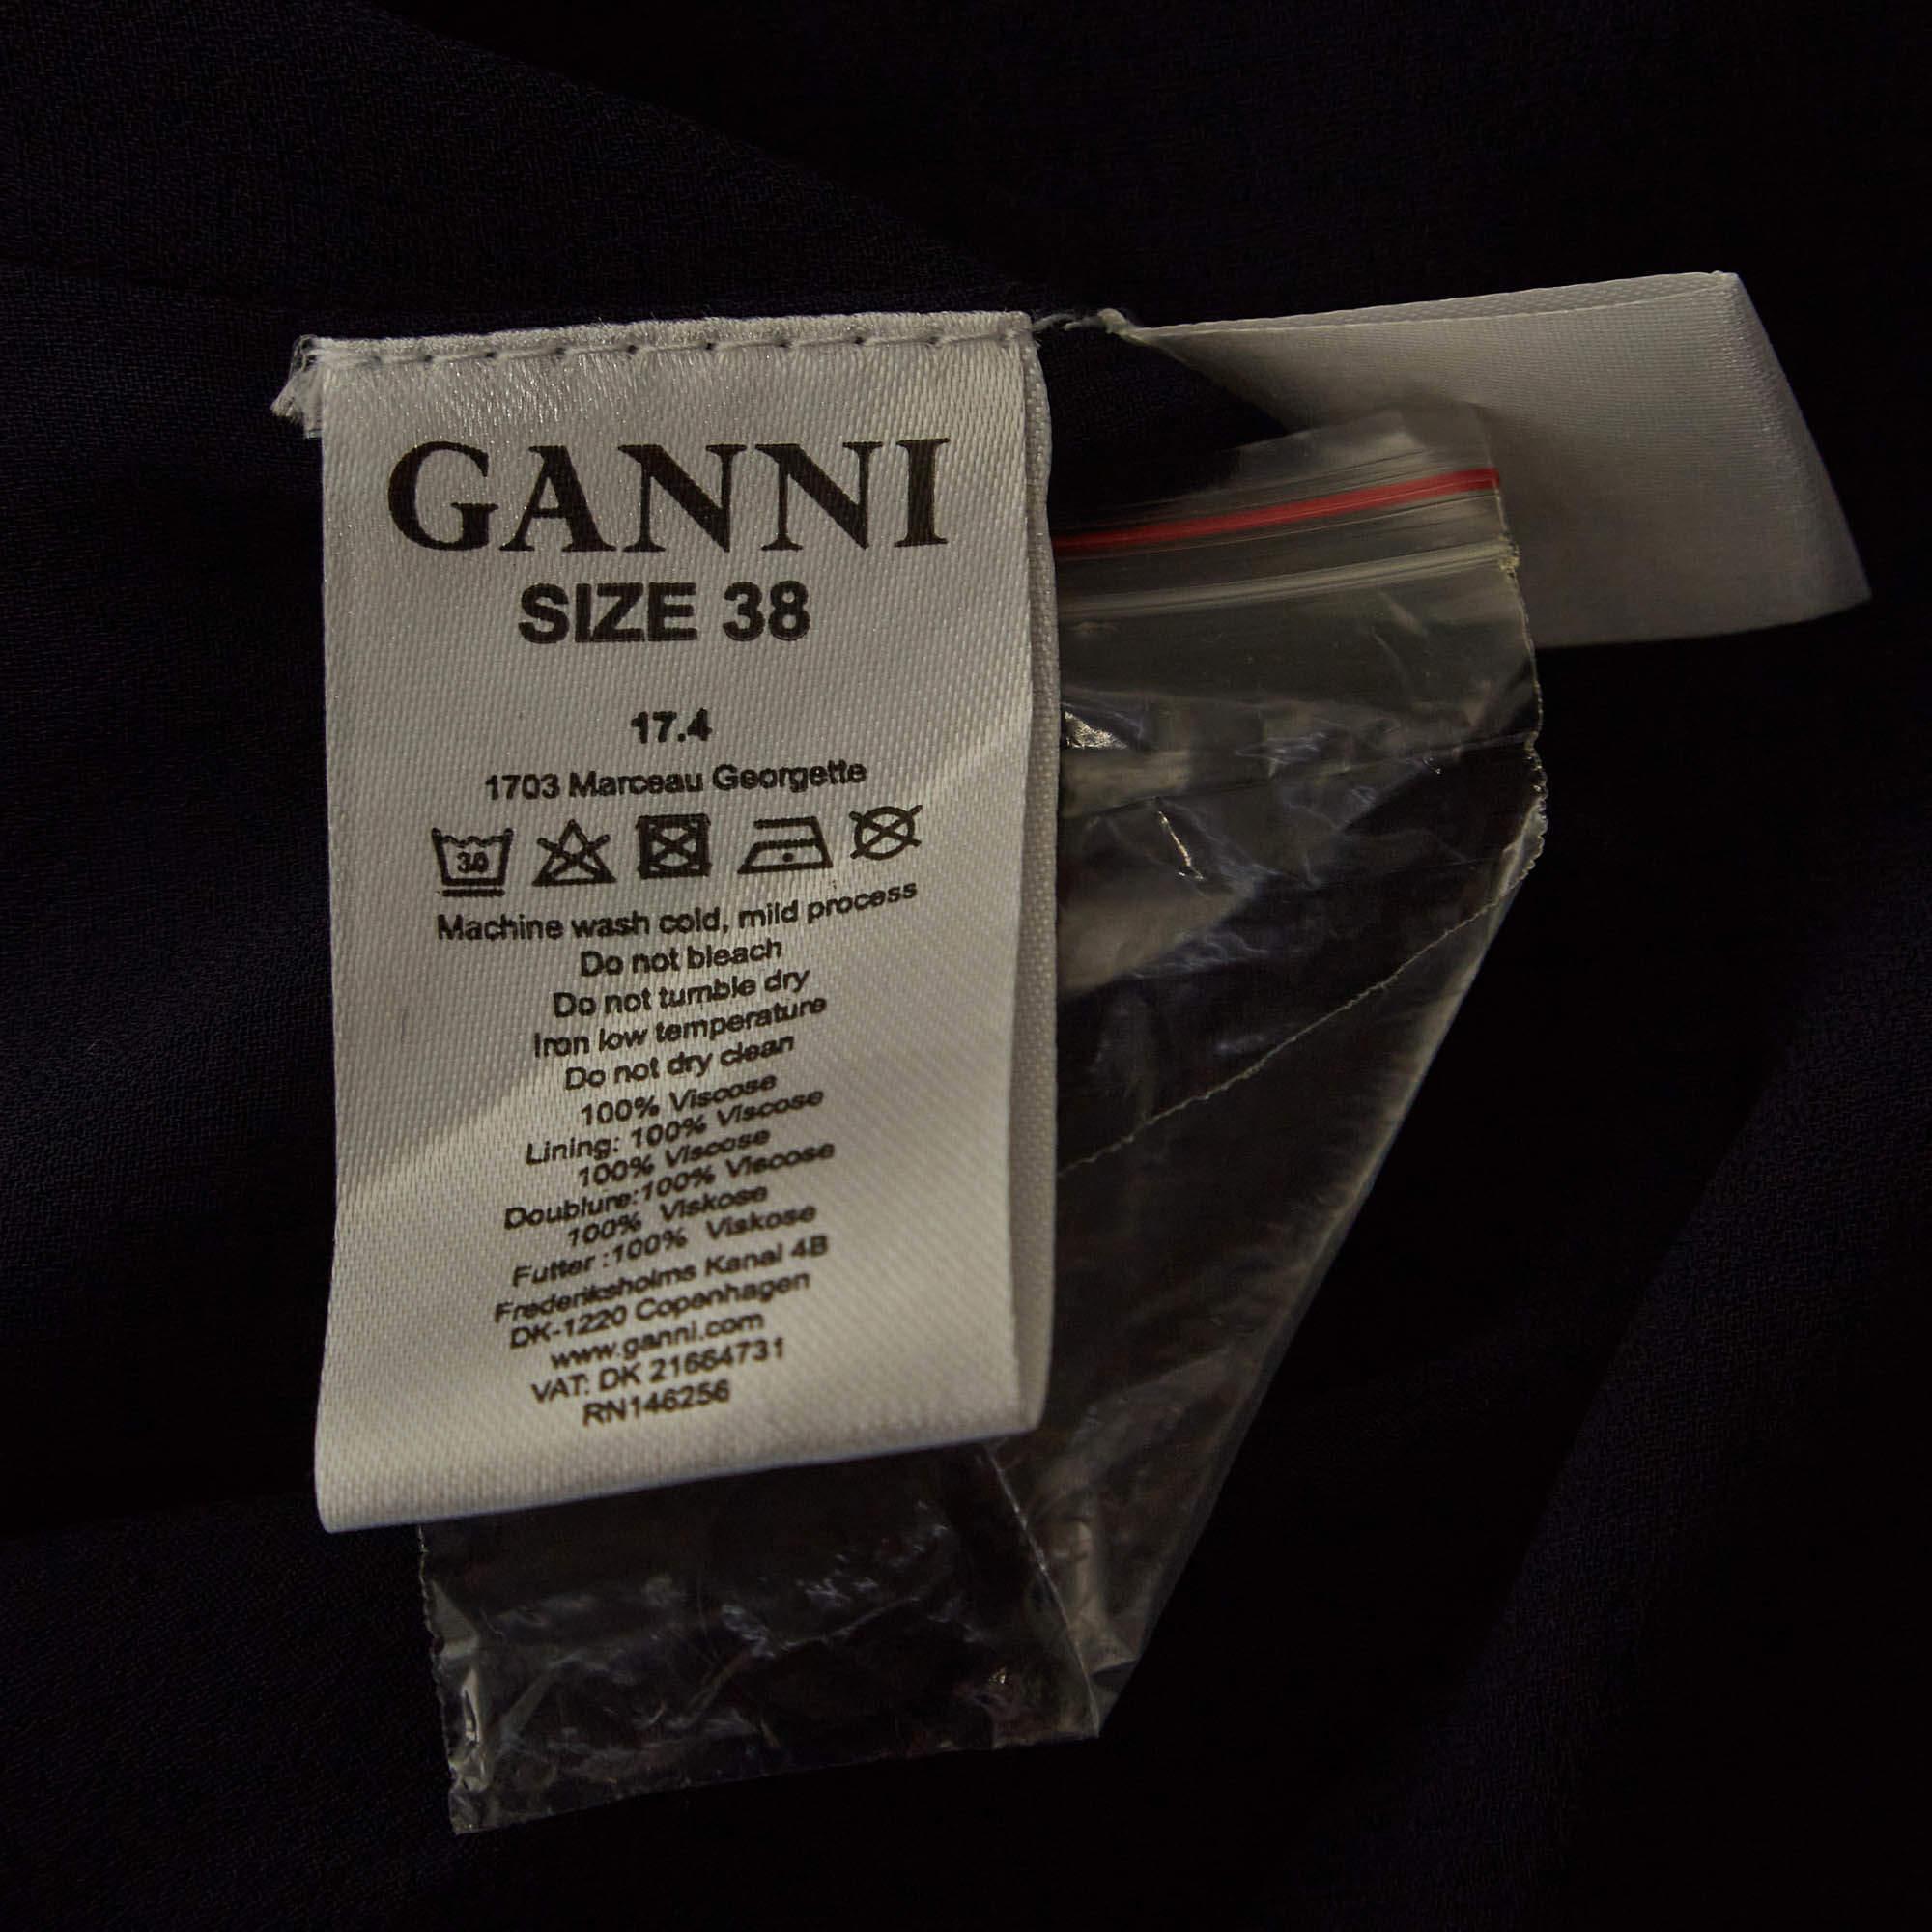 GANNI
SIZE 38
17.4
1703 Marceau Georgette
30
Machine wash cold, mild process
Do not bleach
Do not tumble dry
Iron low temperature
Do not dry clean
100% Viscose
Lining: 100% Viscose
100% Viscose
Doublure:100% Viscose
100% Viskose
Futter :100% Viskose
Frederiksholms Kanal 4B
DK-1220 Copenhagen
www.ganni.com
VAT: DK 21664731
RN146256